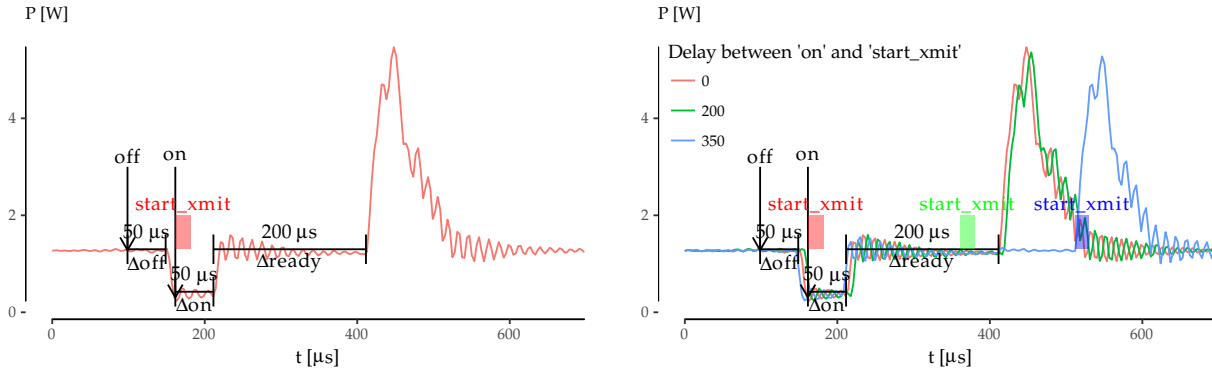 P [W]
4
2
0
off
on
start_xmit
50 μs
Δoff
50 μs
Δon
200 μs
Δready
0
200
400
600
t [μs]
P [W]
Delay between 'on' and 'start_xmit'
0
200
350
4
2
0
off
on
start_xmit
start_xmit
start_xmit
50 μs
Δoff
50 μs
Δon
200 μs
Δready
0
200
400
600
t [μs]